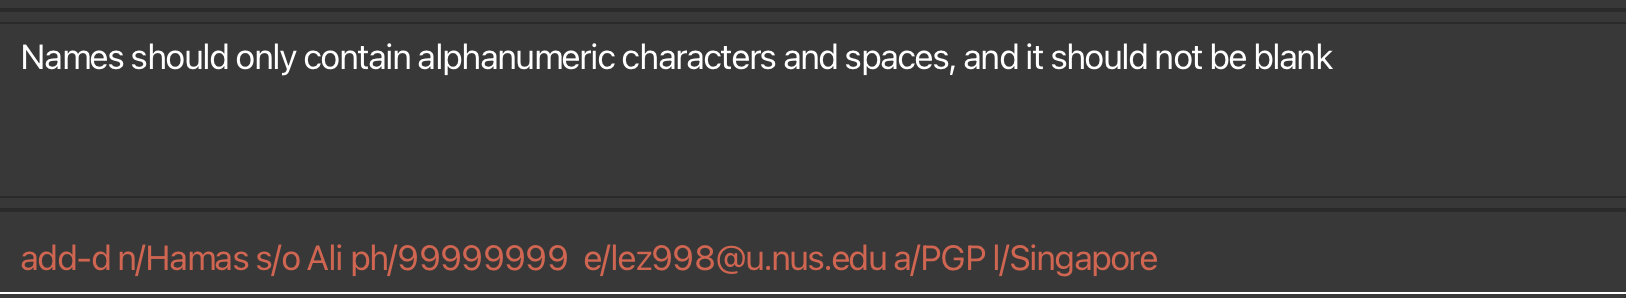 Names should only contain alphanumeric characters and spaces, and it should not be blank
add-d n/Hamas s/o Ali ph/99999999  e/lez998@u.nus.edu a/PGP l/Singapore